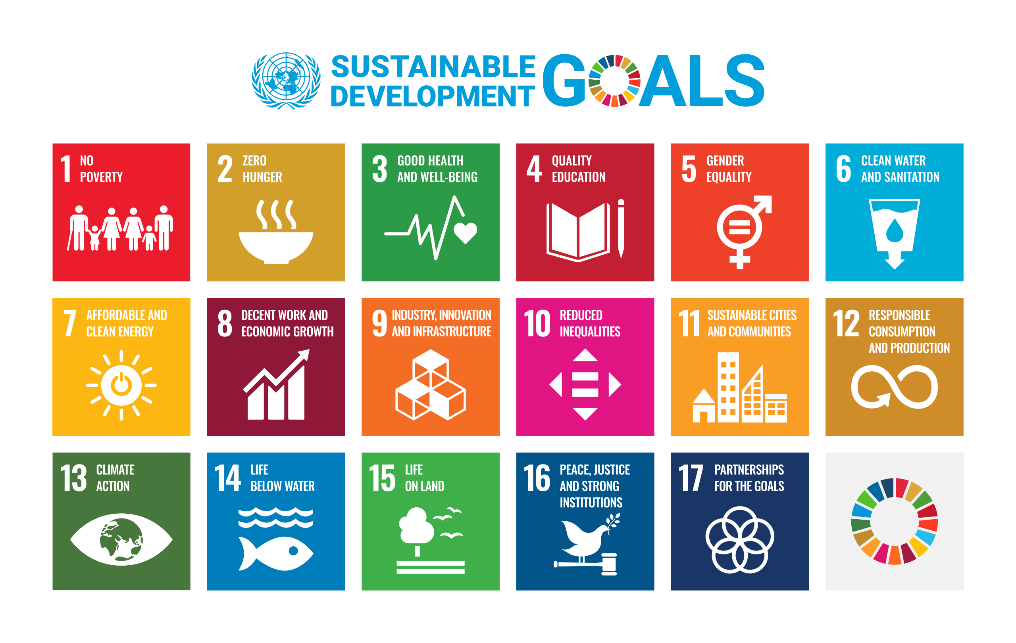 SUSTAINABLE
DEVELOPMENT
GOALS
1 NO
POVERTY
2 ZERO
HUNGER
3 GOOD HEALTH
AND WELL-BEING
4 QUALITY
EDUCATION
5 GENDER
EQUALITY
6 CLEAN WATER
AND SANITATION
7 AFFORDABLE AND
CLEAN ENERGY
8 DECENT WORK AND
ECONOMIC GROWTH
9 INDUSTRY, INNOVATION
AND INFRASTRUCTURE
10 REDUCED
INEQUALITIES
11 SUSTAINABLE CITIES
AND COMMUNITIES
12 RESPONSIBLE
CONSUMPTION
AND PRODUCTION
13 CLIMATE
ACTION
14 LIFE
BELOW WATER
15 LIFE
ON LAND
16 PEACE, JUSTICE
AND STRONG
INSTITUTIONS
17 PARTNERSHIPS
FOR THE GOALS